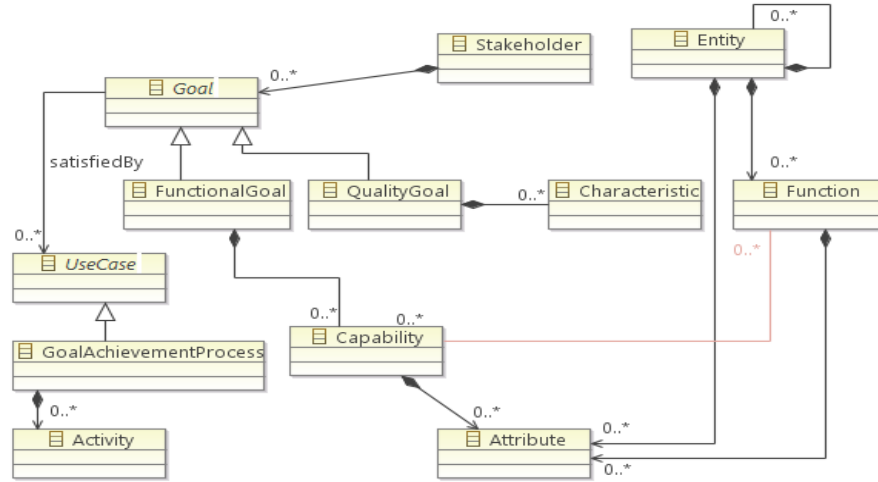 0..*
Stakeholder
Entity
0..*
Goal
satisfiedBy
0..*
FunctionalGoal
QualityGoal
0..*
Characteristic
Function
0..*
0..*
UseCase
0..*
0..*
Capability
GoalAchievementProcess
0..*
0..*
0..*
Activity
Attribute
0..*